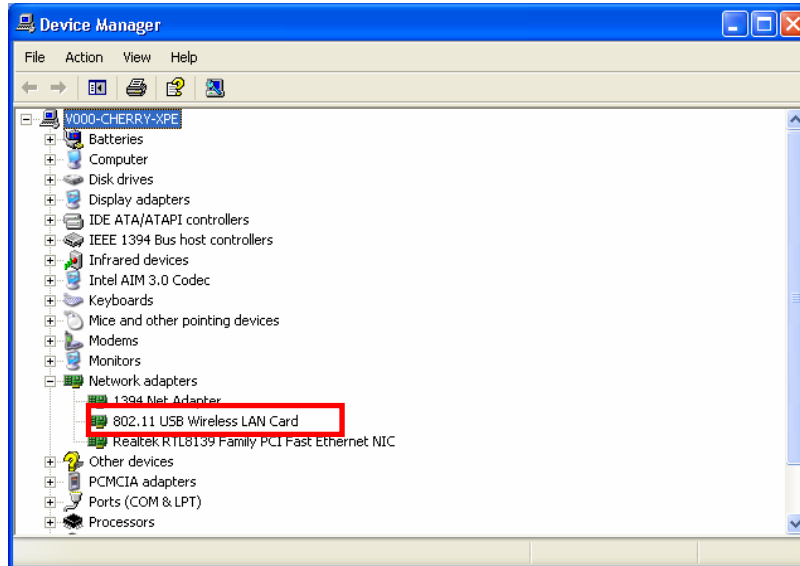 Device Manager
File Action View Help
V000-CHERRY-XPE
Batteries
Computer
Disk drives
Display adapters
IDE ATA/ATAPI controllers
IEEE 1394 Bus host controllers
Infrared devices
Intel AIM 3.0 Codec
Keyboards
Mice and other pointing devices
Modems
Monitors
Network adapters
1394 Net Adapter
802.11 USB Wireless LAN Card
Realtek RTL8139 Family PCI Fast Ethernet NIC
Other devices
PCMCIA adapters
Ports (COM & LPT)
Processors